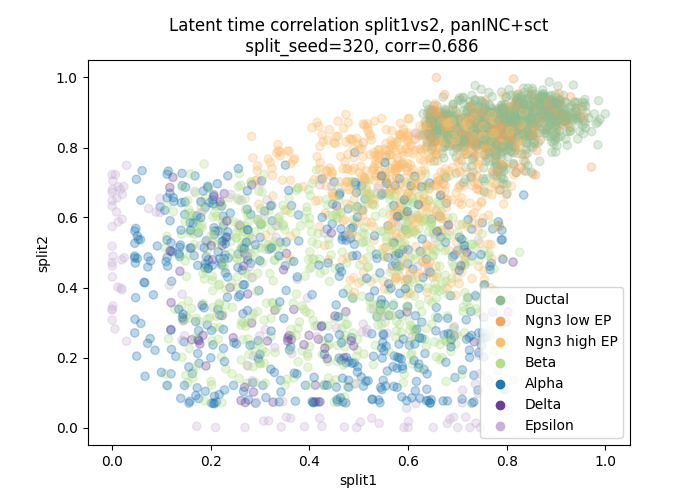 Latent time correlation split1vs2, panINC+sct
split_seed=320, corr=0.686
1.0
0.8
0.6
0.4
0.2
0.0
split2
0.0
0.2
0.4
0.6
0.8
1.0
split1
Ductal
Ngn3 low EP
Ngn3 high EP
Beta
Alpha
Delta
Epsilon